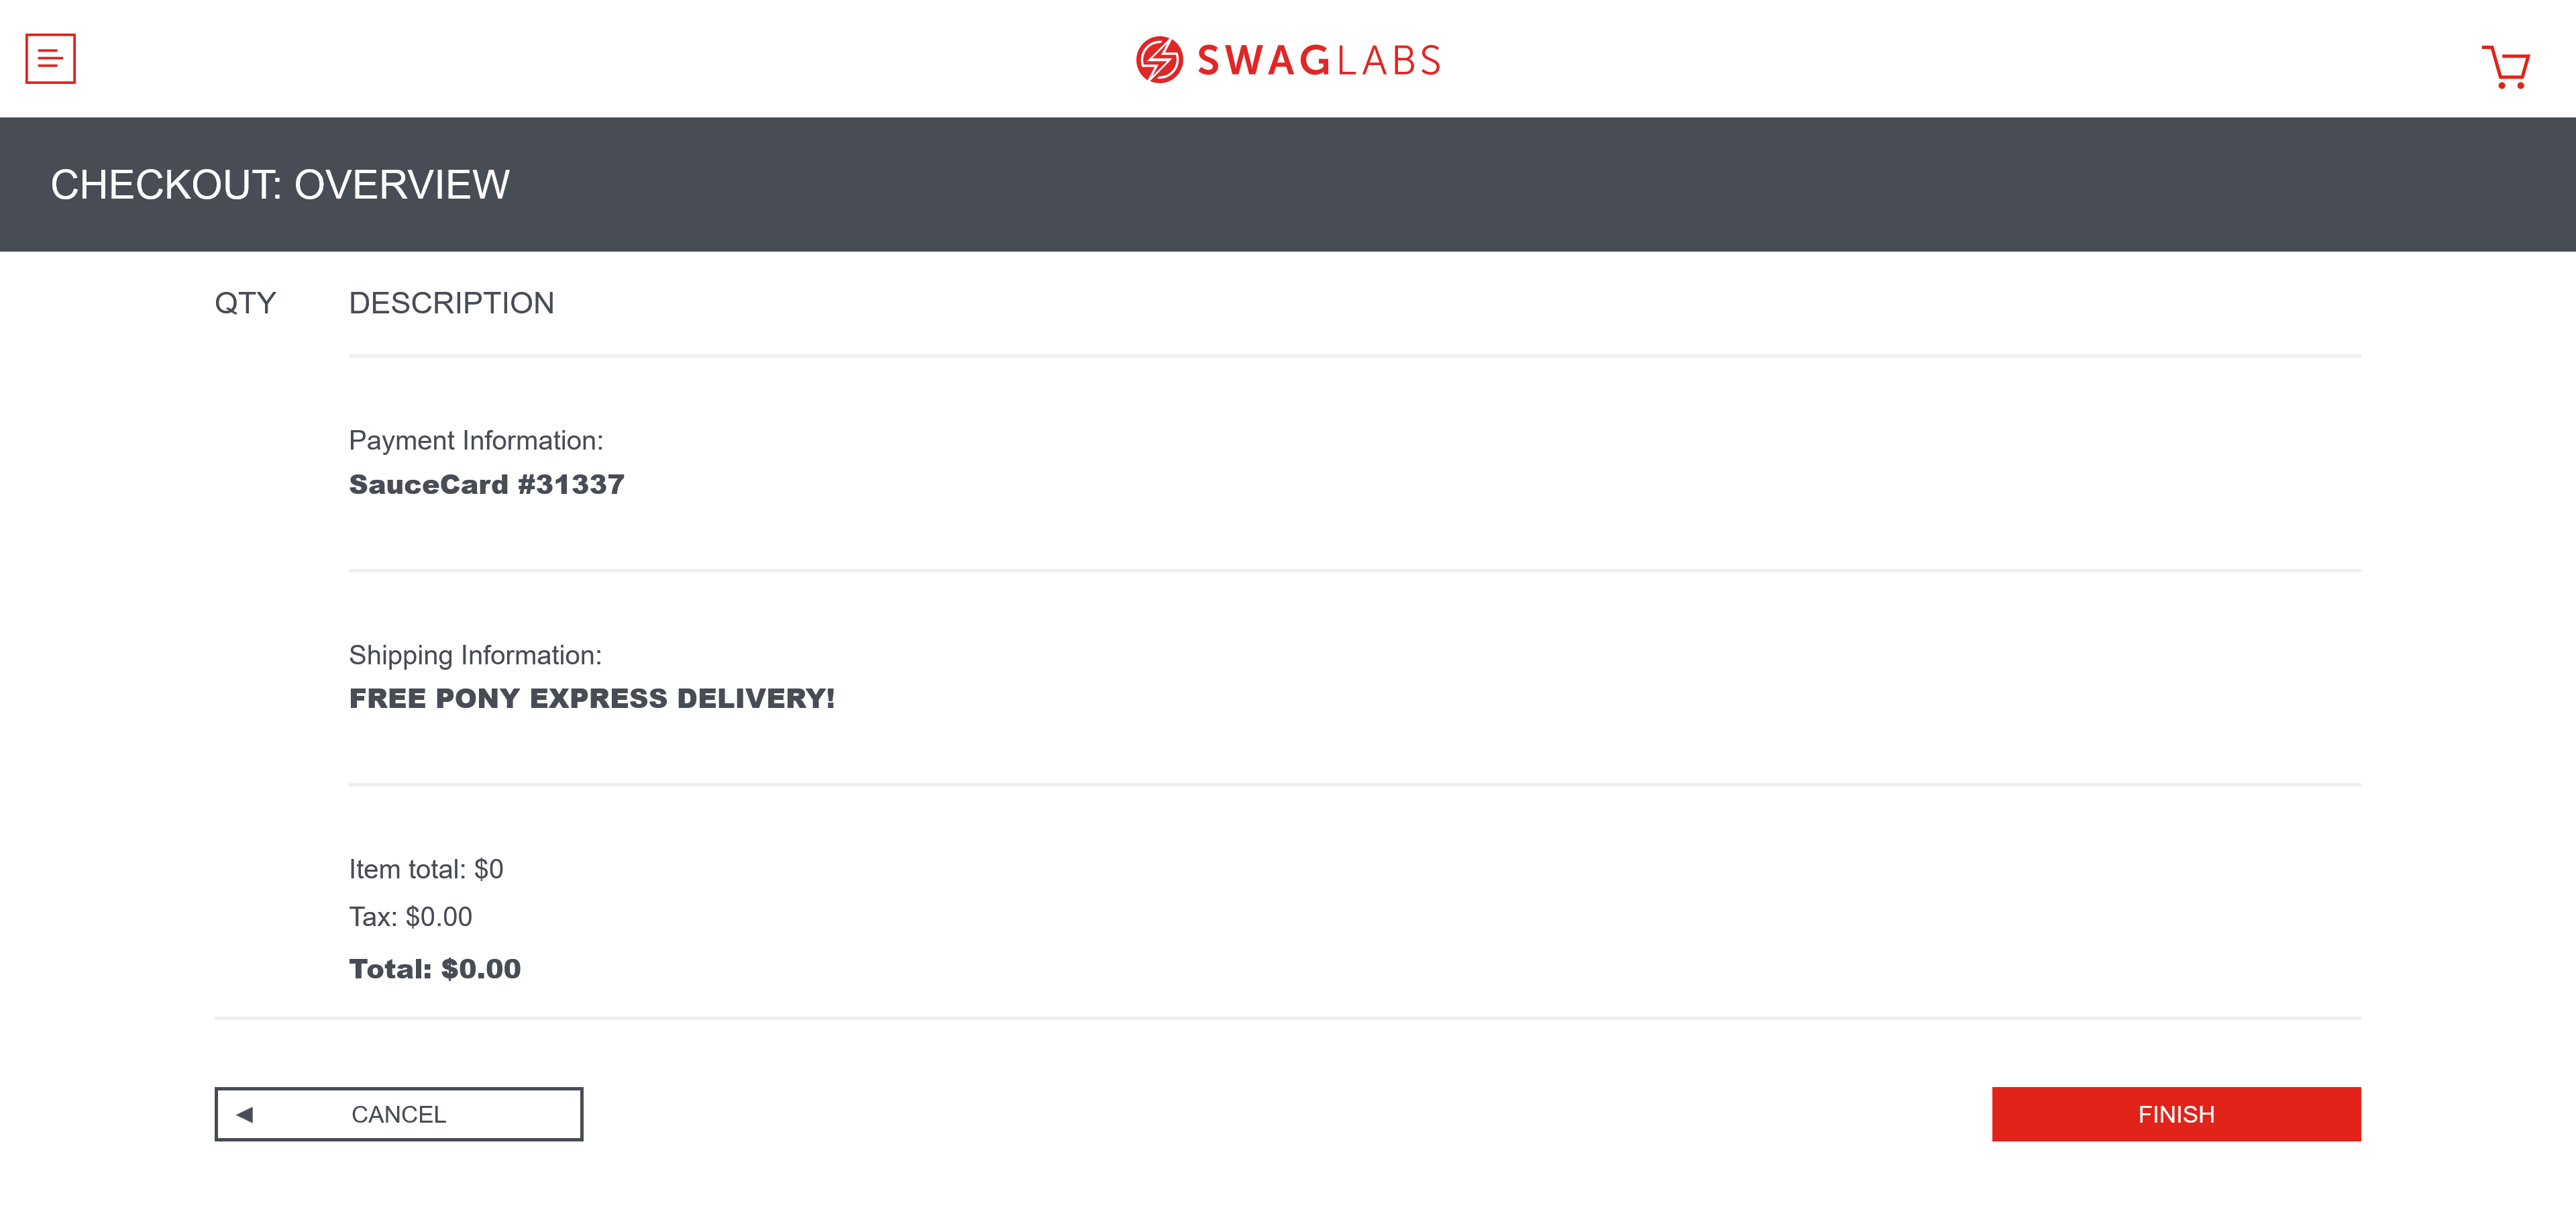 SWAGLABS
CHECKOUT: OVERVIEW
QTY DESCRIPTION
Payment Information:
SauceCard #31337
Shipping Information:
FREE PONY EXPRESS DELIVERY!
Item total: $0
Tax: $0.00
Total: $0.00
CANCEL
FINISH